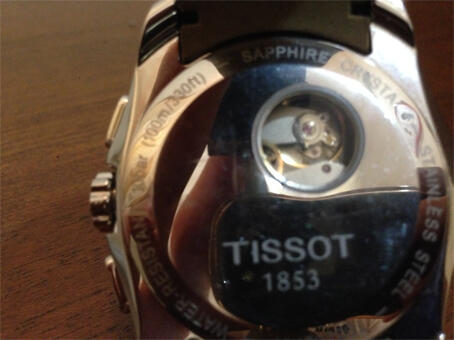 SAPPHIRE CRYSTAL
STAINLESS STEEL
WATER-RESISTANT
(100m/330ft)
TISSOT
1853